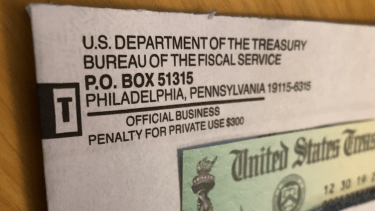 U.S. DEPARTMENT OF THE TREASURY
BUREAU OF THE FISCAL SERVICE
P.O. BOX 51315
PHILADELPHIA, PENNSYLVANIA 19115-6315
OFFICIAL BUSINESS
PENALTY FOR PRIVATE USE $300
T
United States Treas
12 30 19